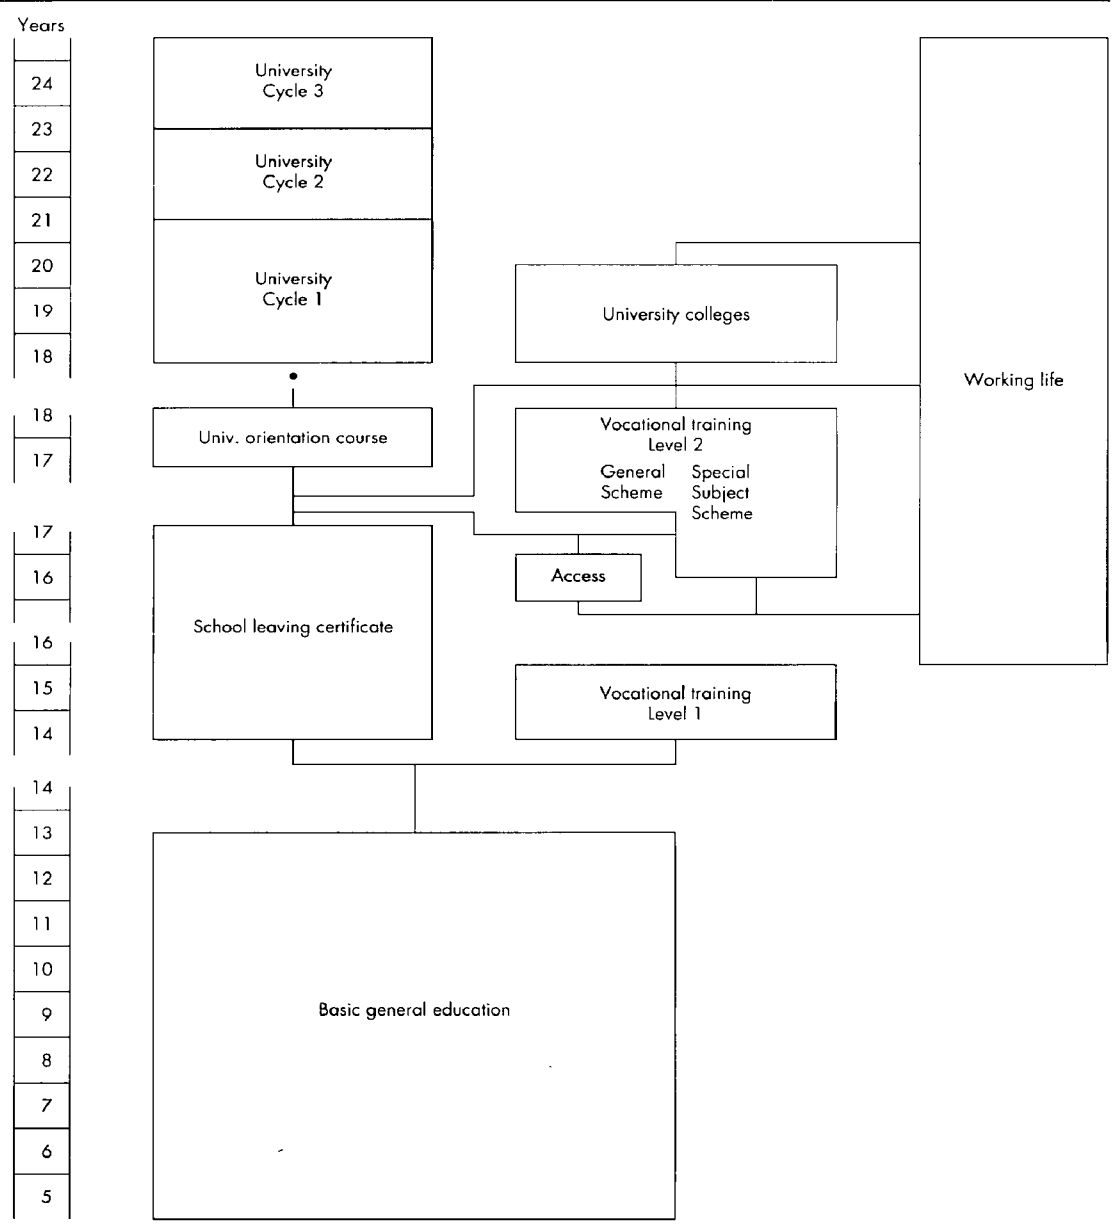 Years
24
23
22
21
20
19
18
18
17
17
16
16
15
14
14
13
12
11
10
9
8
7
6
5
University
Cycle 3
University
Cycle 2
University
Cycle 1
Univ. orientation course
School leaving certificate
University colleges
Vocational training
Level 2
General
Scheme
Special
Subject
Scheme
Access
Vocational training
Level 1
Working life
Basic general education